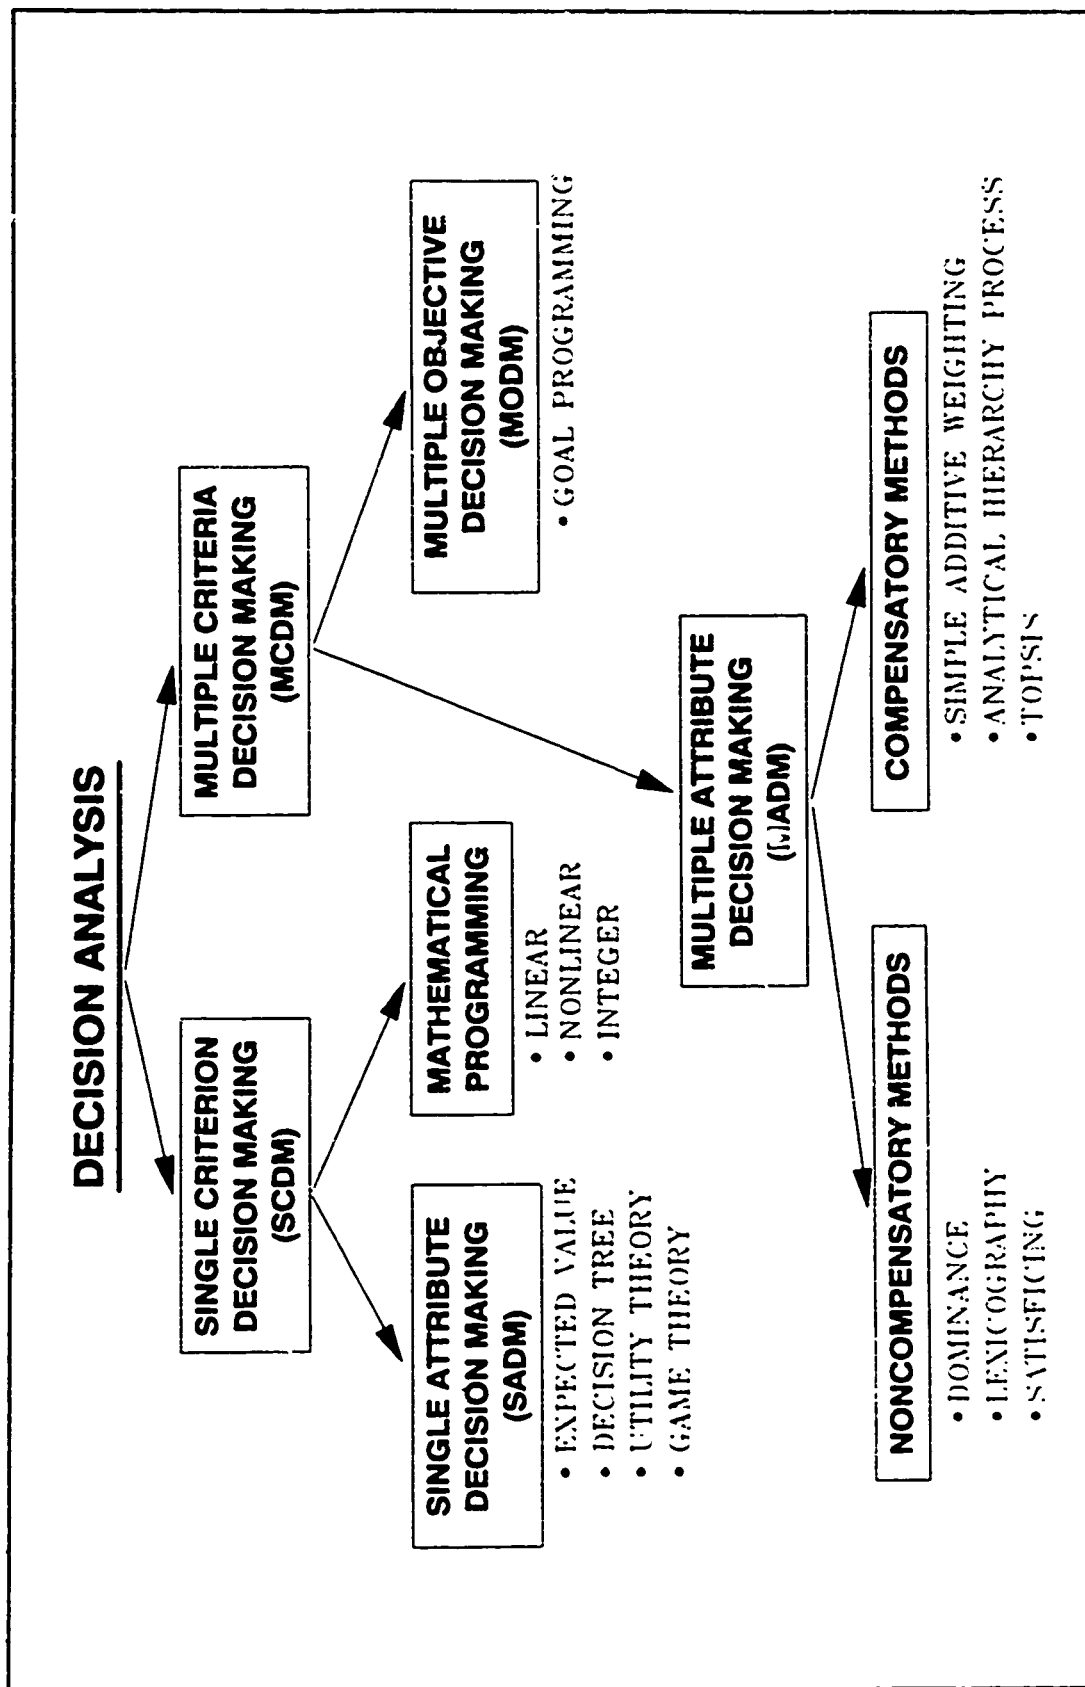 DECISION ANALYSIS
SINGLE CRITERION
DECISION MAKING
(SCDM)
MULTIPLE CRITERIA
DECISION MAKING
(MCDM)
SINGLE ATTRIBUTE
DECISION MAKING
(SADM)
• EXPECTED VALUE
• DECISION TREE
• UTILITY THEORY
• GAME THEORY
MATHEMATICAL
PROGRAMMING
• LINEAR
• NONLINEAR
• INTEGER
MULTIPLE OBJECTIVE
DECISION MAKING
(MODM)
• GOAL PROGRAMMING
MULTIPLE ATTRIBUTE
DECISION MAKING
(MADM)
NONCOMPENSATORY METHODS
• DOMINANCE
• LEXICOGRAPHY
• SATISFICING
COMPENSATORY METHODS
• SIMPLE ADDITIVE WEIGHTING
• ANALYTICAL HIERARCHY PROCESS
• TOPSIS